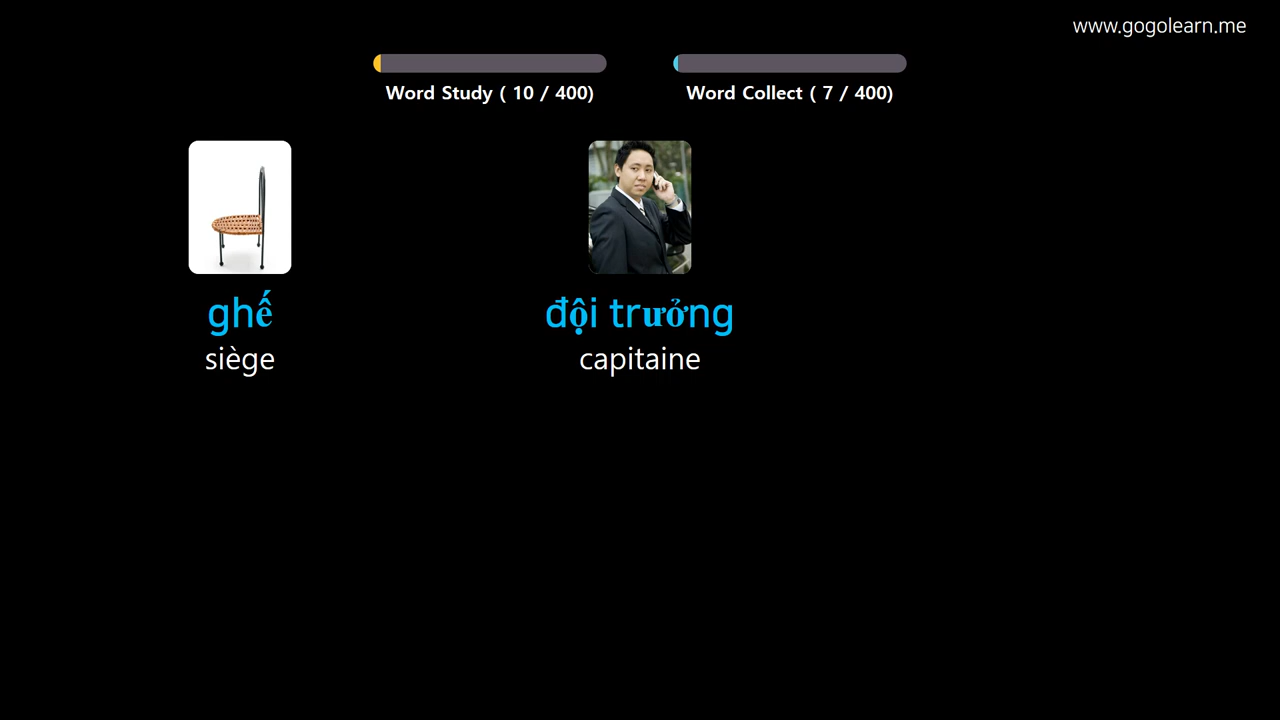 www.gogolearn.me
Word Study ( 10 / 400)
Word Collect ( 7 / 400)
ghế
đội trưởng
siège
capitaine